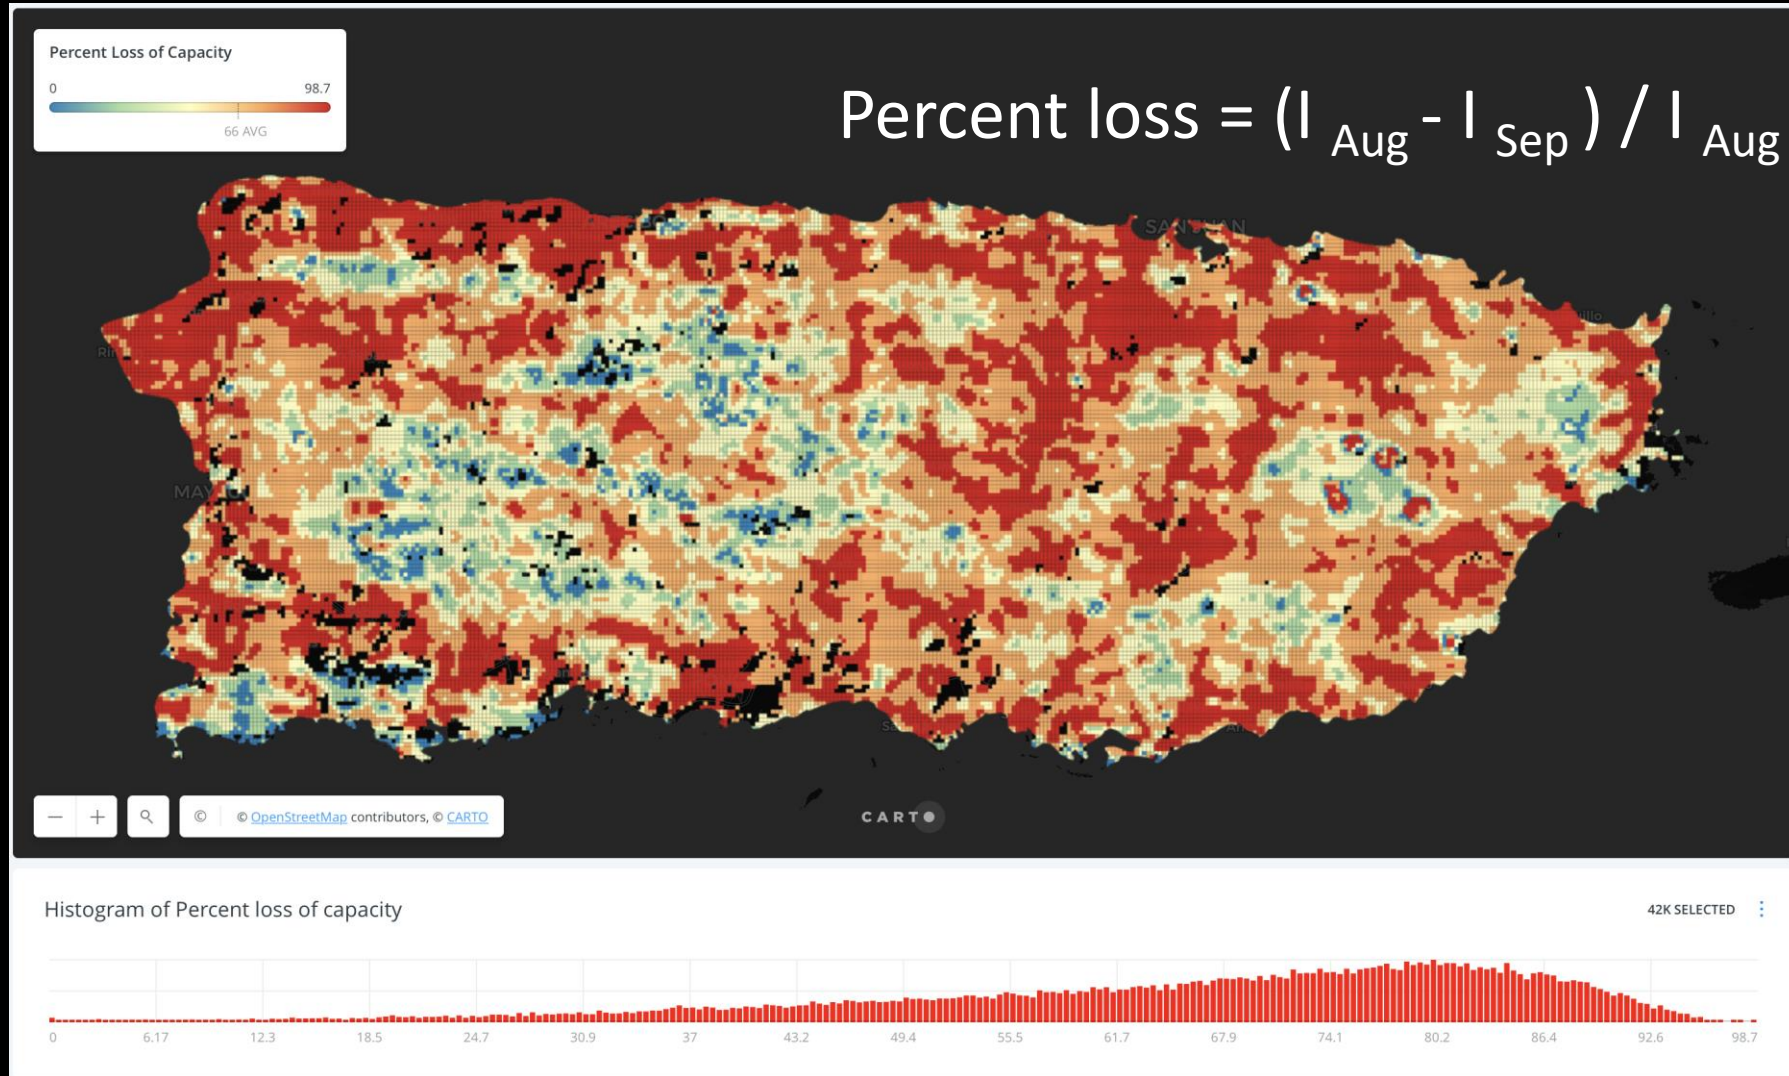 Percent Loss of Capacity
0 98.7
66 AVG
Percent loss = (I Aug - I Sep ) / I Aug
SAN JUAN
© © OpenStreetMap contributors, © CARTO
CARTO
Histogram of Percent loss of capacity
42K SELECTED
0 6.17 12.3 18.5 24.7 30.9 37 43.2 49.4 55.5 61.7 67.9 74.1 80.2 86.4 92.6 98.7